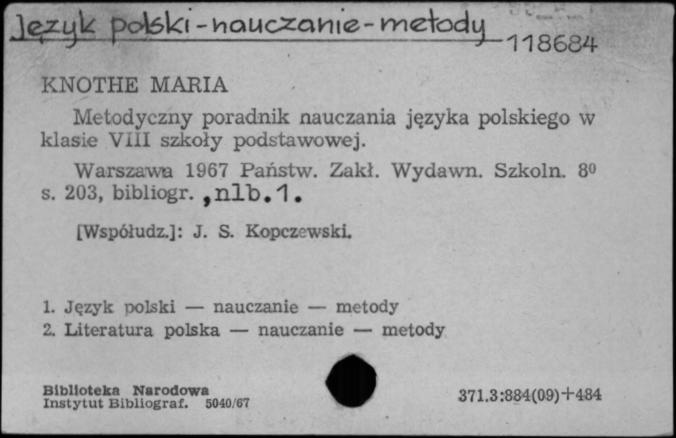 Język polski - nauczanie - metody
118684
KNOTHE MARIA
Metodyczny poradnik nauczania języka polskiego w
klasie VIII szkoły podstawowej.
Warszawa 1967 Państw. Zakł. Wydawn. Szkoln. 8⁰
s. 203, bibliogr. ,nlb.1.
[Współudz.]: J. S. Kopczewski.
1. Język polski — nauczanie — metody
2. Literatura polska — nauczanie — metody
Biblioteka Narodowa
Instytut Bibliograf. 5040/67
371.3:884(09)+484